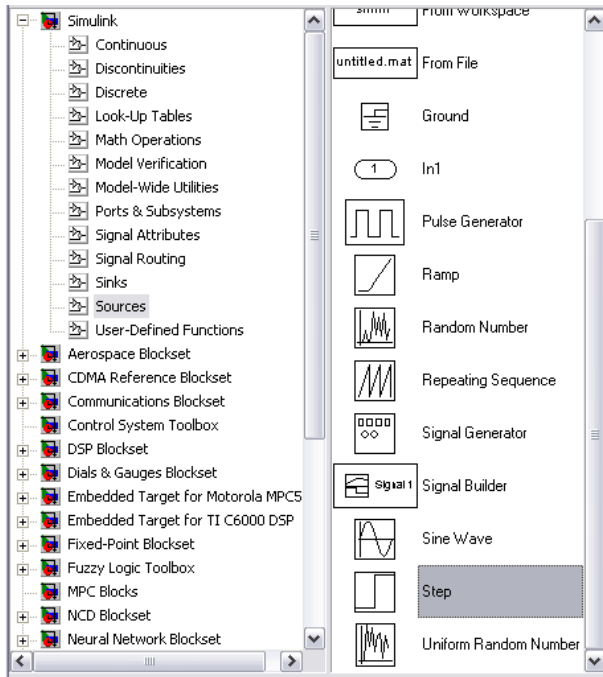 Simulink
Continuous
Discontinuities
Discrete
Look-Up Tables
Math Operations
Model Verification
Model-Wide Utilities
Ports & Subsystems
Signal Attributes
Signal Routing
Sinks
Sources
User-Defined Functions
Aerospace Blockset
CDMA Reference Blockset
Communications Blockset
Control System Toolbox
DSP Blockset
Dials & Gauges Blockset
Embedded Target for Motorola MPC5
Embedded Target for TI C6000 DSP
Fixed-Point Blockset
Fuzzy Logic Toolbox
MPC Blocks
NCD Blockset
Neural Network Blockset
From Workspace
untitled.mat From File
Ground
1 In1
Pulse Generator
Ramp
Random Number
Repeating Sequence
Signal Generator
Signal 1 Signal Builder
Sine Wave
Step
Uniform Random Number